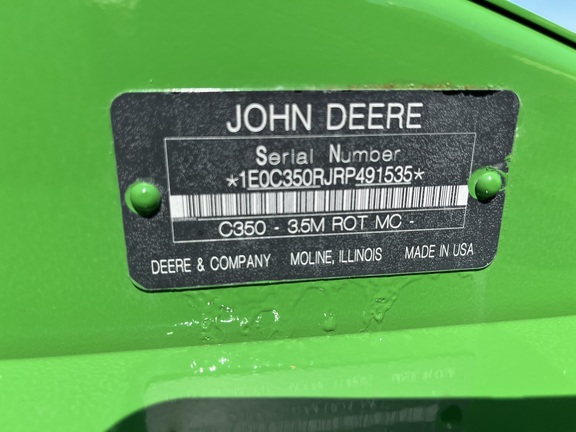 JOHN DEERE
Serial Number
*1E0C350RJRP491535*
C350 - 3.5M ROT MC -
DEERE & COMPANY MOLINE, ILLINOIS MADE IN USA